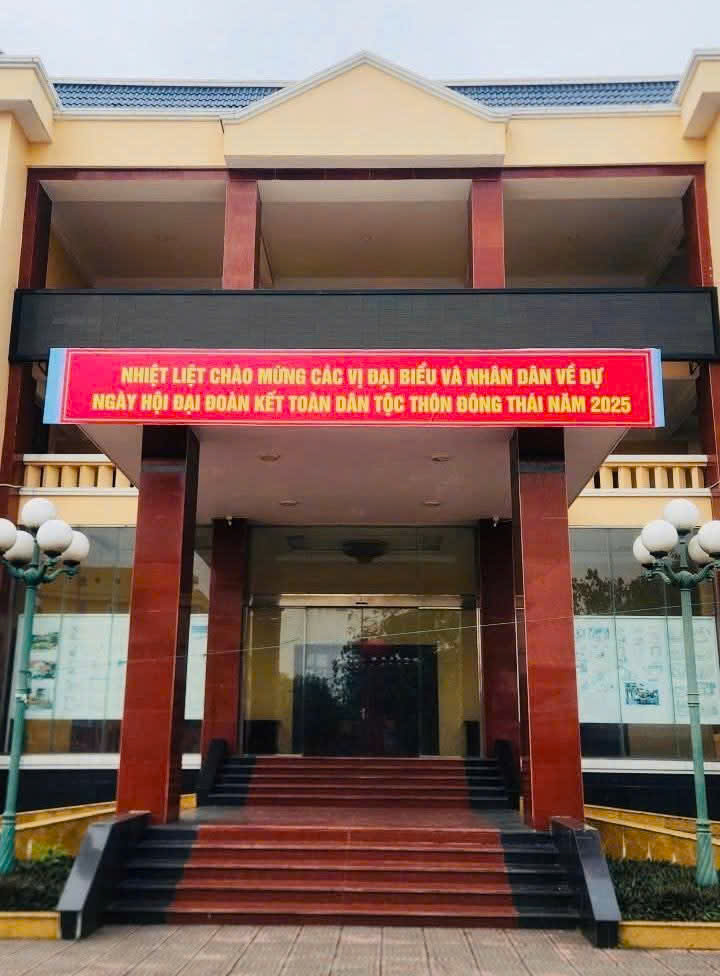 NHIỆT LIỆT CHÀO MỪNG CÁC VỊ ĐẠI BIỂU VÀ NHÂN DÂN VỀ DỰ
NGÀY HỘI ĐẠI ĐOÀN KẾT TOÀN DÂN TỘC THÔN ĐÔNG THÁI NĂM 2025